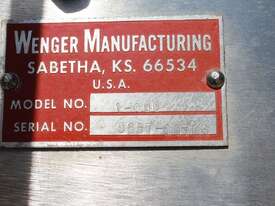 WENGER MANUFACTURING
SABETHA, KS. 66534
U.S.A.
MODEL NO.
SERIAL NO.